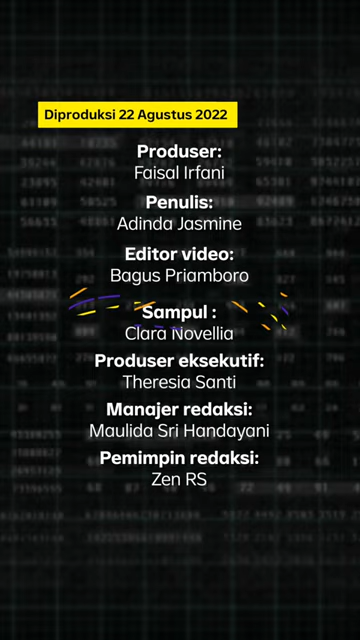 Diproduksi 22 Agustus 2022
Produser:
Faisal Irfani
Penulis:
Adinda Jasmine
Editor video:
Bagus Priamboro
Sampul :
Clara Novellia
Produser eksekutif:
Theresia Santi
Manajer redaksi:
Maulida Sri Handayani
Pemimpin redaksi:
Zen RS